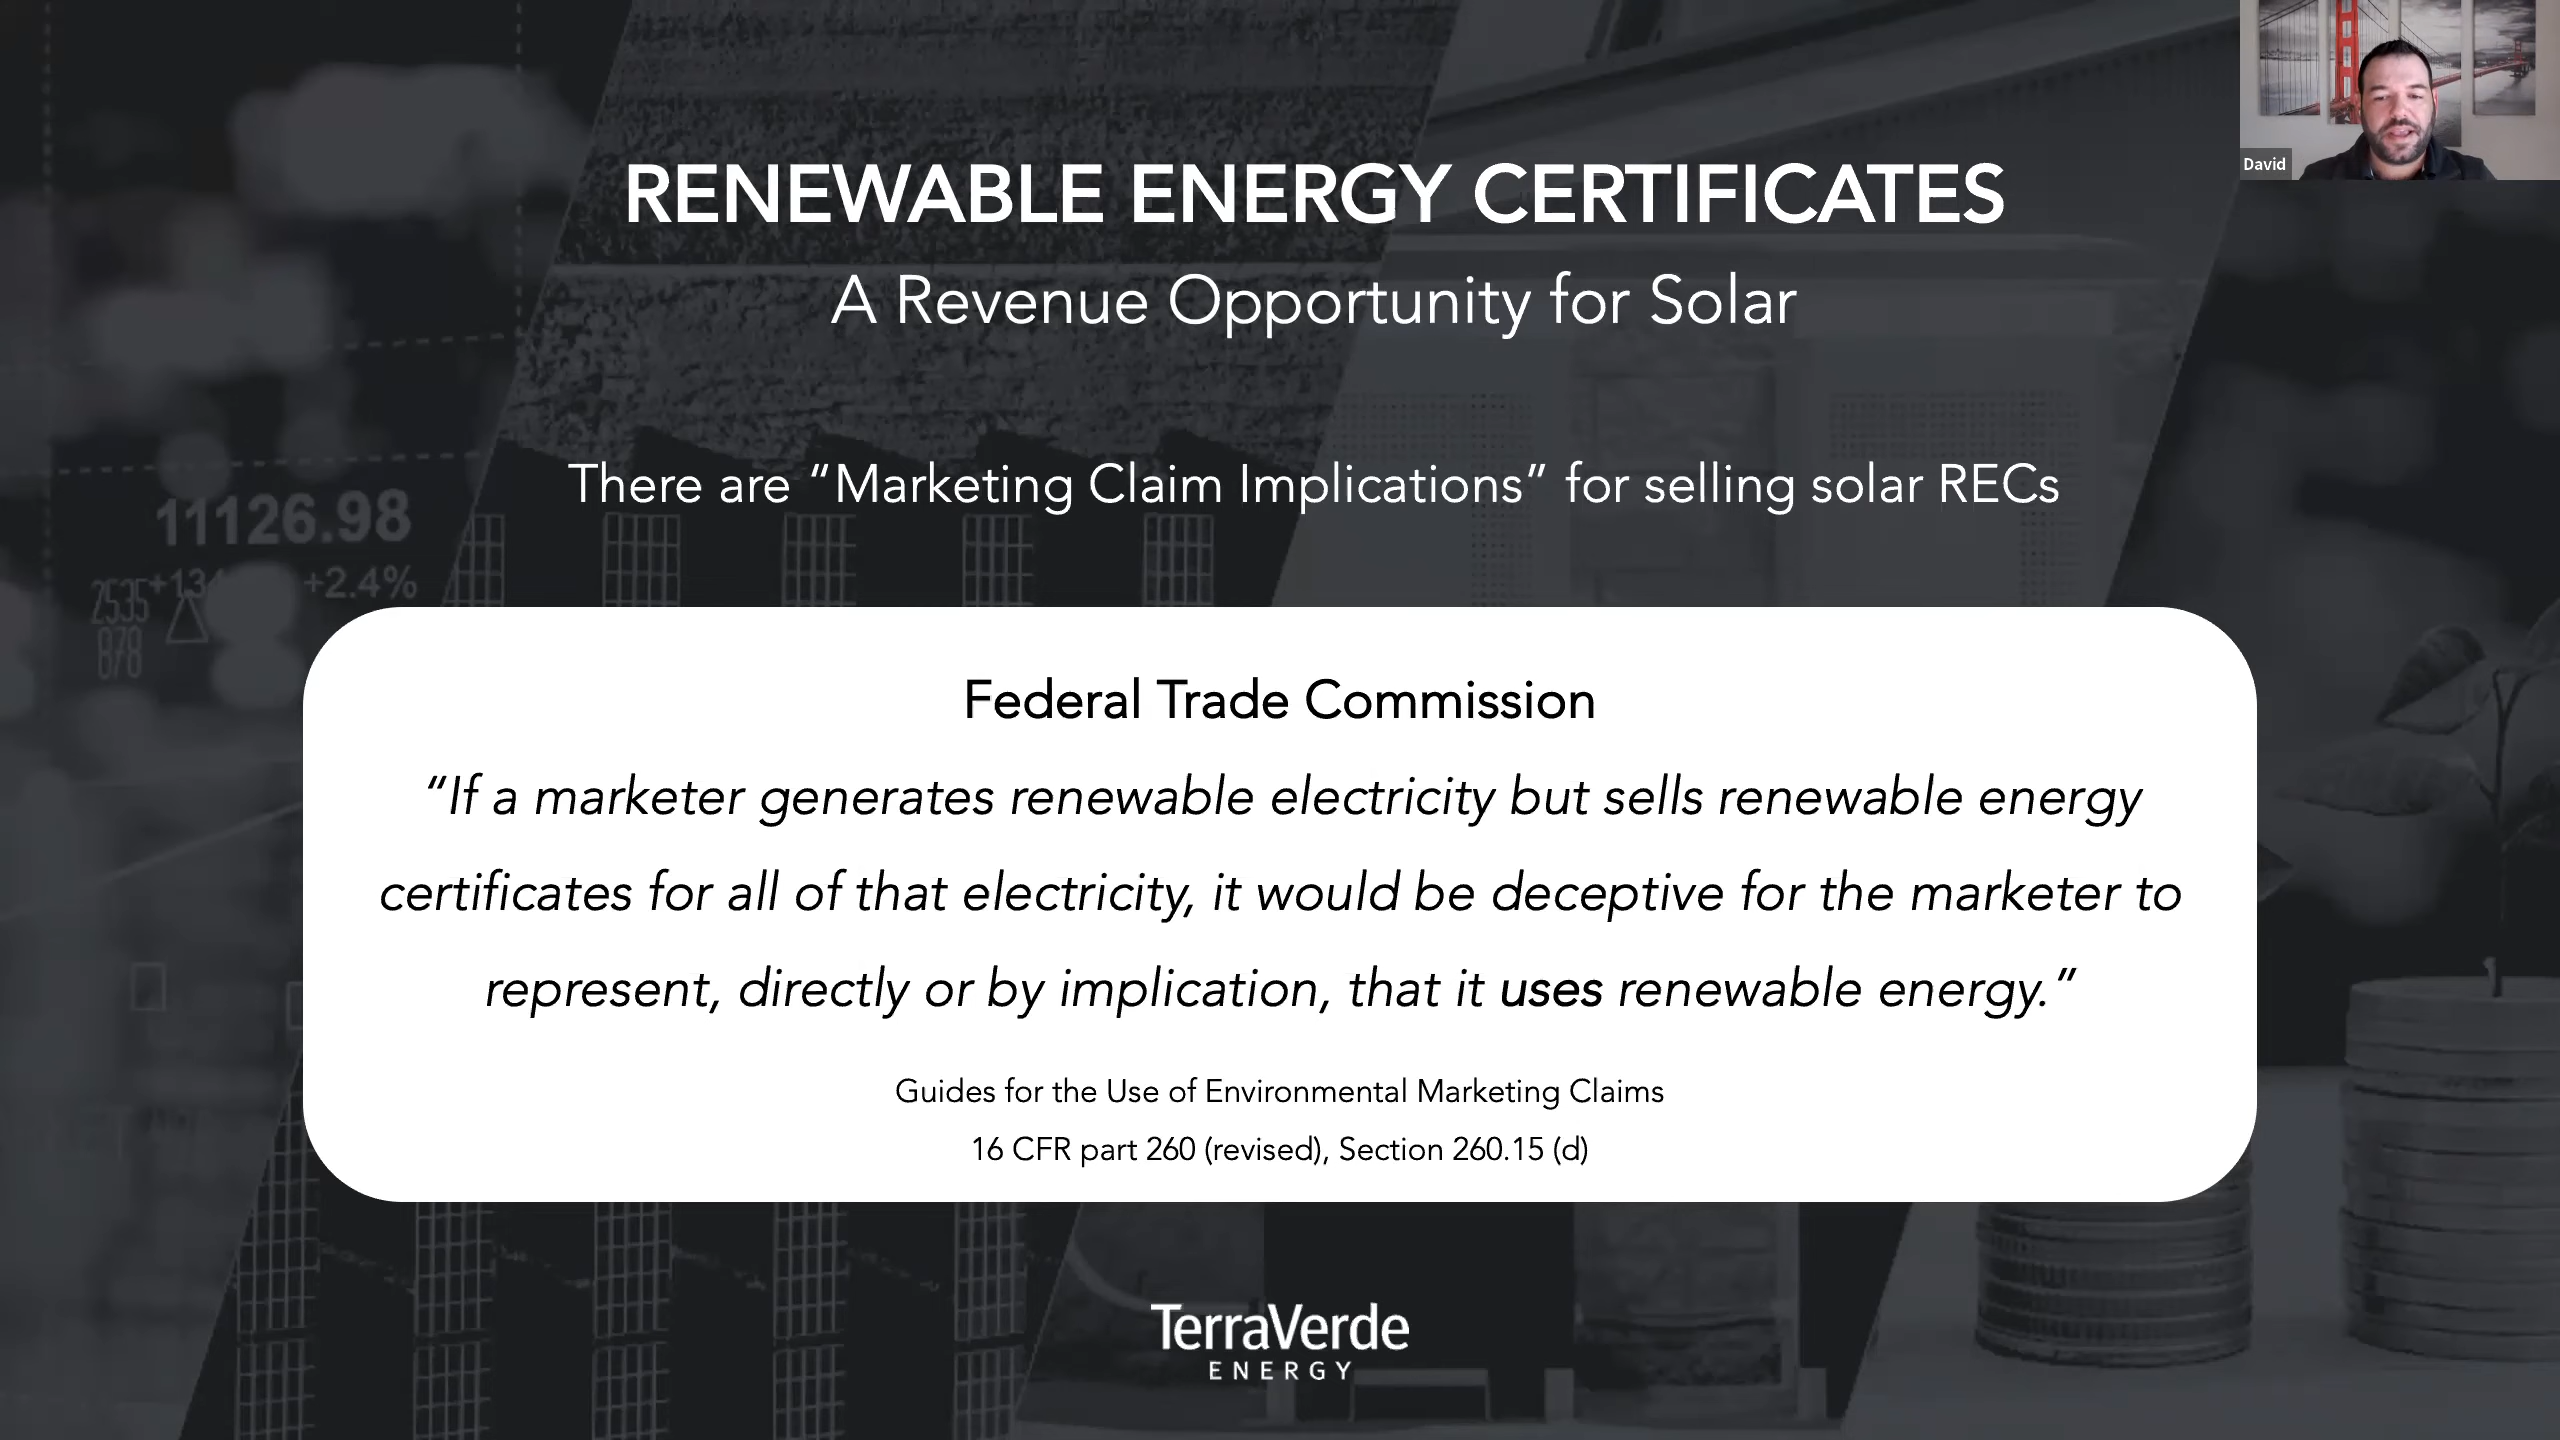 David
RENEWABLE ENERGY CERTIFICATES
A Revenue Opportunity for Solar
There are “Marketing Claim Implications” for selling solar RECs
11126.98
+134
+2.4%
2535
878
Federal Trade Commission
“If a marketer generates renewable electricity but sells renewable energy
certificates for all of that electricity, it would be deceptive for the marketer to
represent, directly or by implication, that it uses renewable energy.”
Guides for the Use of Environmental Marketing Claims
16 CFR part 260 (revised), Section 260.15 (d)
TerraVerde
ENERGY